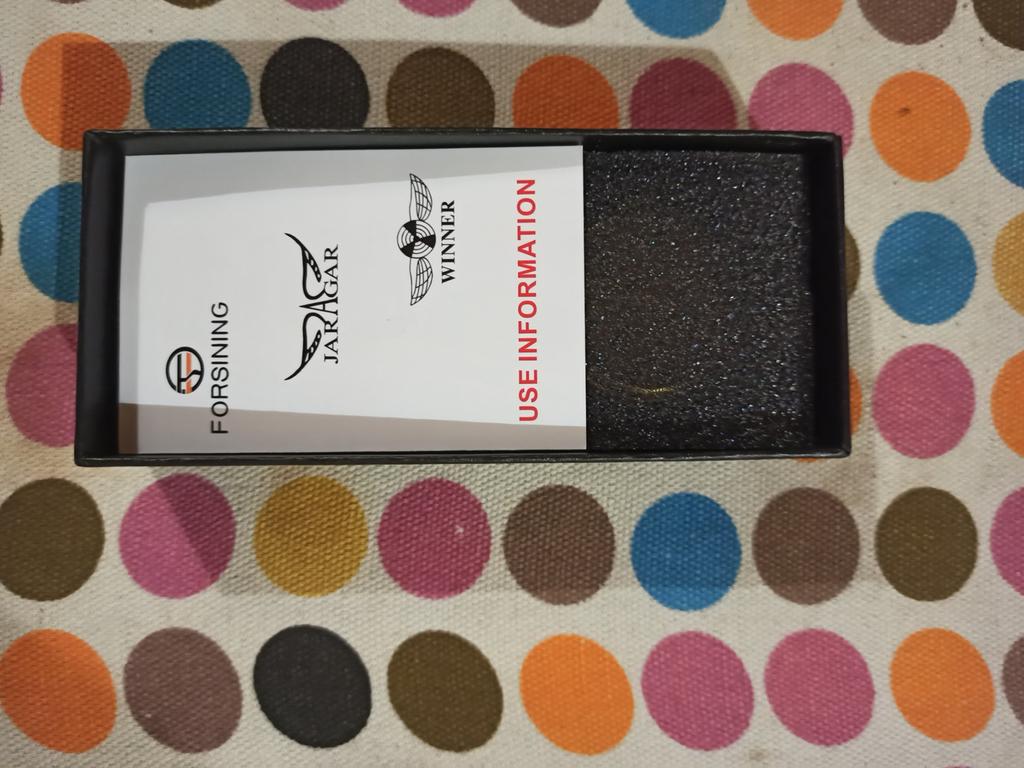 FORSINING
JARAGAR
WINNER
USE INFORMATION